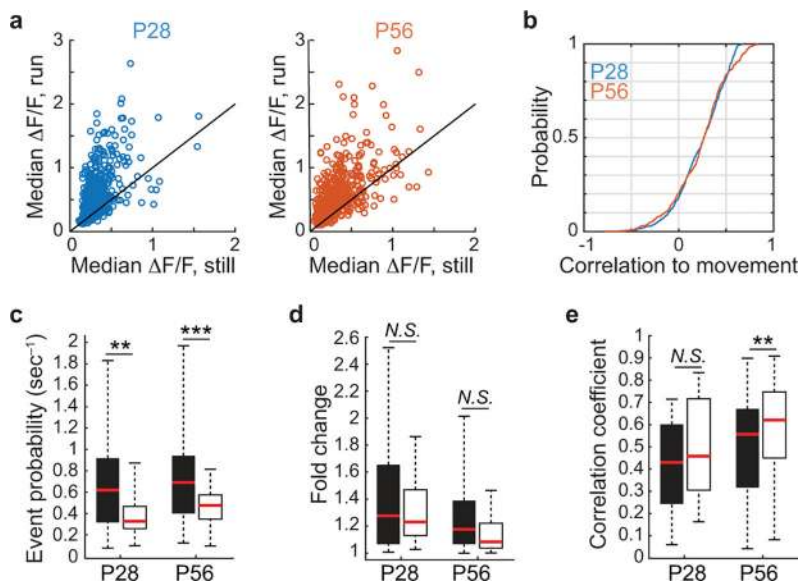 a
P28
P56
Median ΔF/F, run
3
2
1
0
0
1
2
Median ΔF/F, still
Median ΔF/F, run
3
2
1
0
0
1
2
Median ΔF/F, still
b
P28
P56
Probability
1
0.5
0
-1
0
1
Correlation to movement
c
Event probability (sec⁻¹)
2
1.8
1.6
1.4
1.2
1
0.8
0.6
0.4
0.2
0
**
***
P28
P56
d
Fold change
2.6
2.4
2.2
2
1.8
1.6
1.4
1.2
1
N.S.
N.S.
P28
P56
e
Correlation coefficient
1
0.9
0.8
0.7
0.6
0.5
0.4
0.3
0.2
0.1
0
N.S.
**
P28
P56